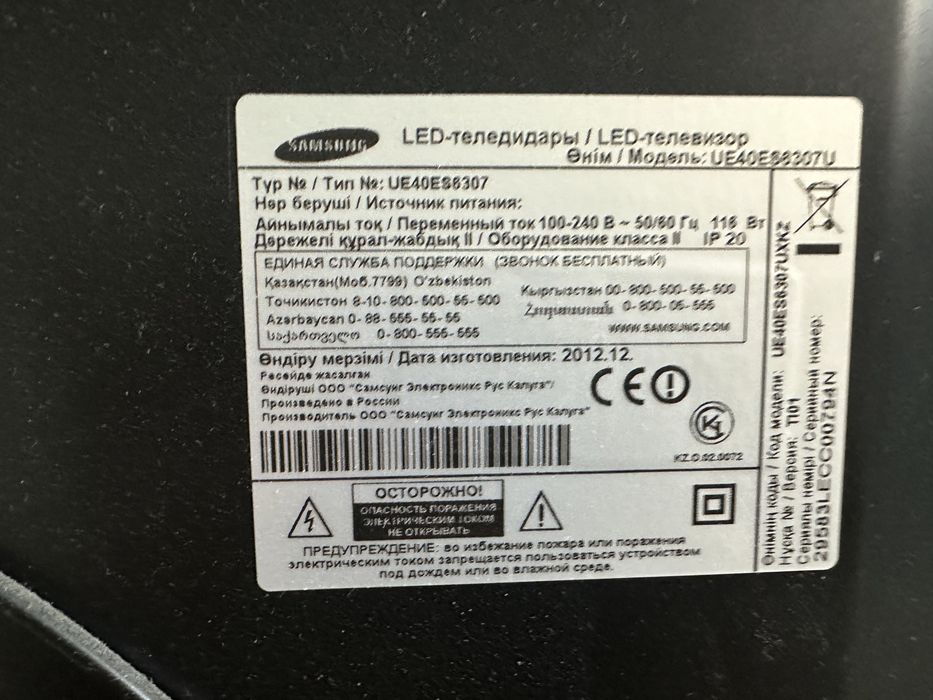 SAMSUNG
LED-теледидары / LED-телевизор
Өнім / Модель: UE40ES6307U
Тур № / Тип №: UE40ES6307
Нәр беруші / Источник питания:
Айнымалы ток / Переменный ток 100-240 В ~ 50/60 Гц 116 Вт
Дәрежелі құрал-жабдық II / Оборудование класса II IP 20
ЕДИНАЯ СЛУЖБА ПОДДЕРЖКИ (ЗВОНОК БЕСПЛАТНЫЙ)
Қазақстан(Моб.7799) O'zbekiston
Тоҷикистон 8-10-800-500-55-500
Azərbaycan 0-88-555-55-55
საქართველო 0-800-555-555
Кыргызстан 00-800-500-55-500
Հայաստան 0-800-05-555
WWW.SAMSUNG.COM
Өндіру мерзімі / Дата изготовления: 2012.12.
Ресейде жасалған
Өндіруші ООО "Самсунг Электроникс Рус Калуга"/
Произведено в России
Производитель ООО "Самсунг Электроникс Рус Калуга"
CE
KZ.O.02.0072
ОСТОРОЖНО!
ОПАСНОСТЬ ПОРАЖЕНИЯ
ЭЛЕКТРИЧЕСКИМ ТОКОМ
НЕ ОТКРЫВАТЬ
ПРЕДУПРЕЖДЕНИЕ: во избежание пожара или поражения
электрическим током запрещается пользоваться устройством
под дождем или во влажной среде.
Өнімнің коды / Код модели: UE40ES6307UXKZ
Нұсқа № / Версия: TI01
Сериялы немірі / Серийный номер:
29583LECC00794N